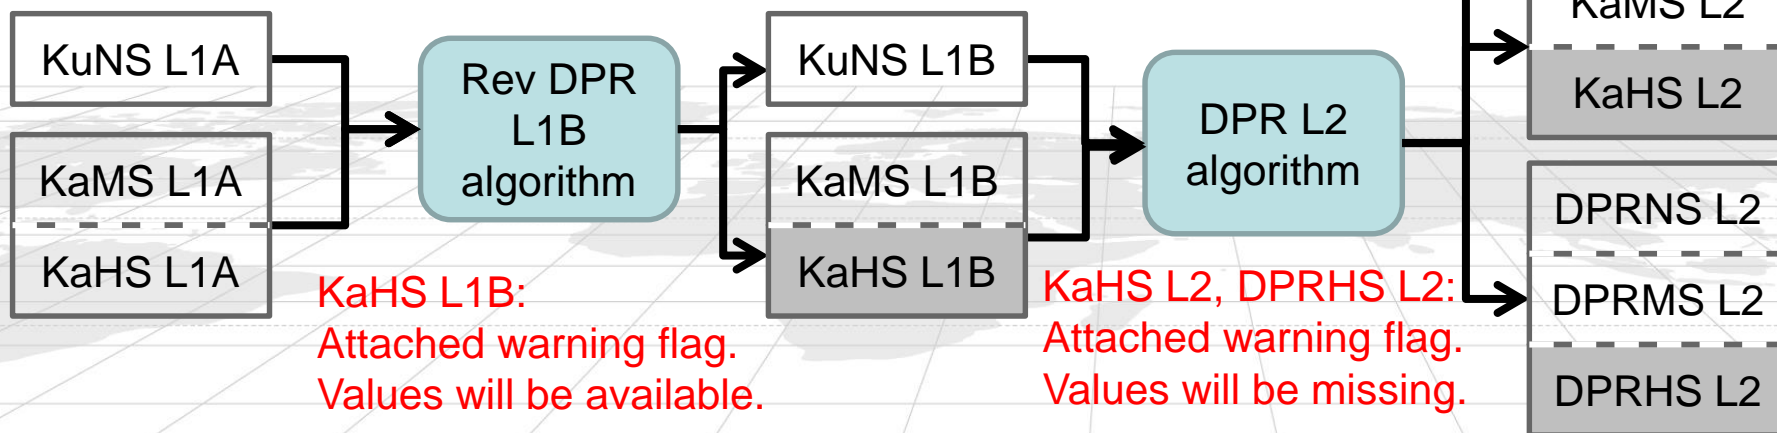 KuNS L1A
KaMS L1A
KaHS L1A
Rev DPR
L1B
algorithm
KaHS L1B:
Attached warning flag.
Values will be available.
KuNS L1B
KaMS L1B
KaHS L1B
DPR L2
algorithm
KaHS L2, DPRHS L2:
Attached warning flag.
Values will be missing.
KaMS L2
KaHS L2
DPRNS L2
DPRMS L2
DPRHS L2